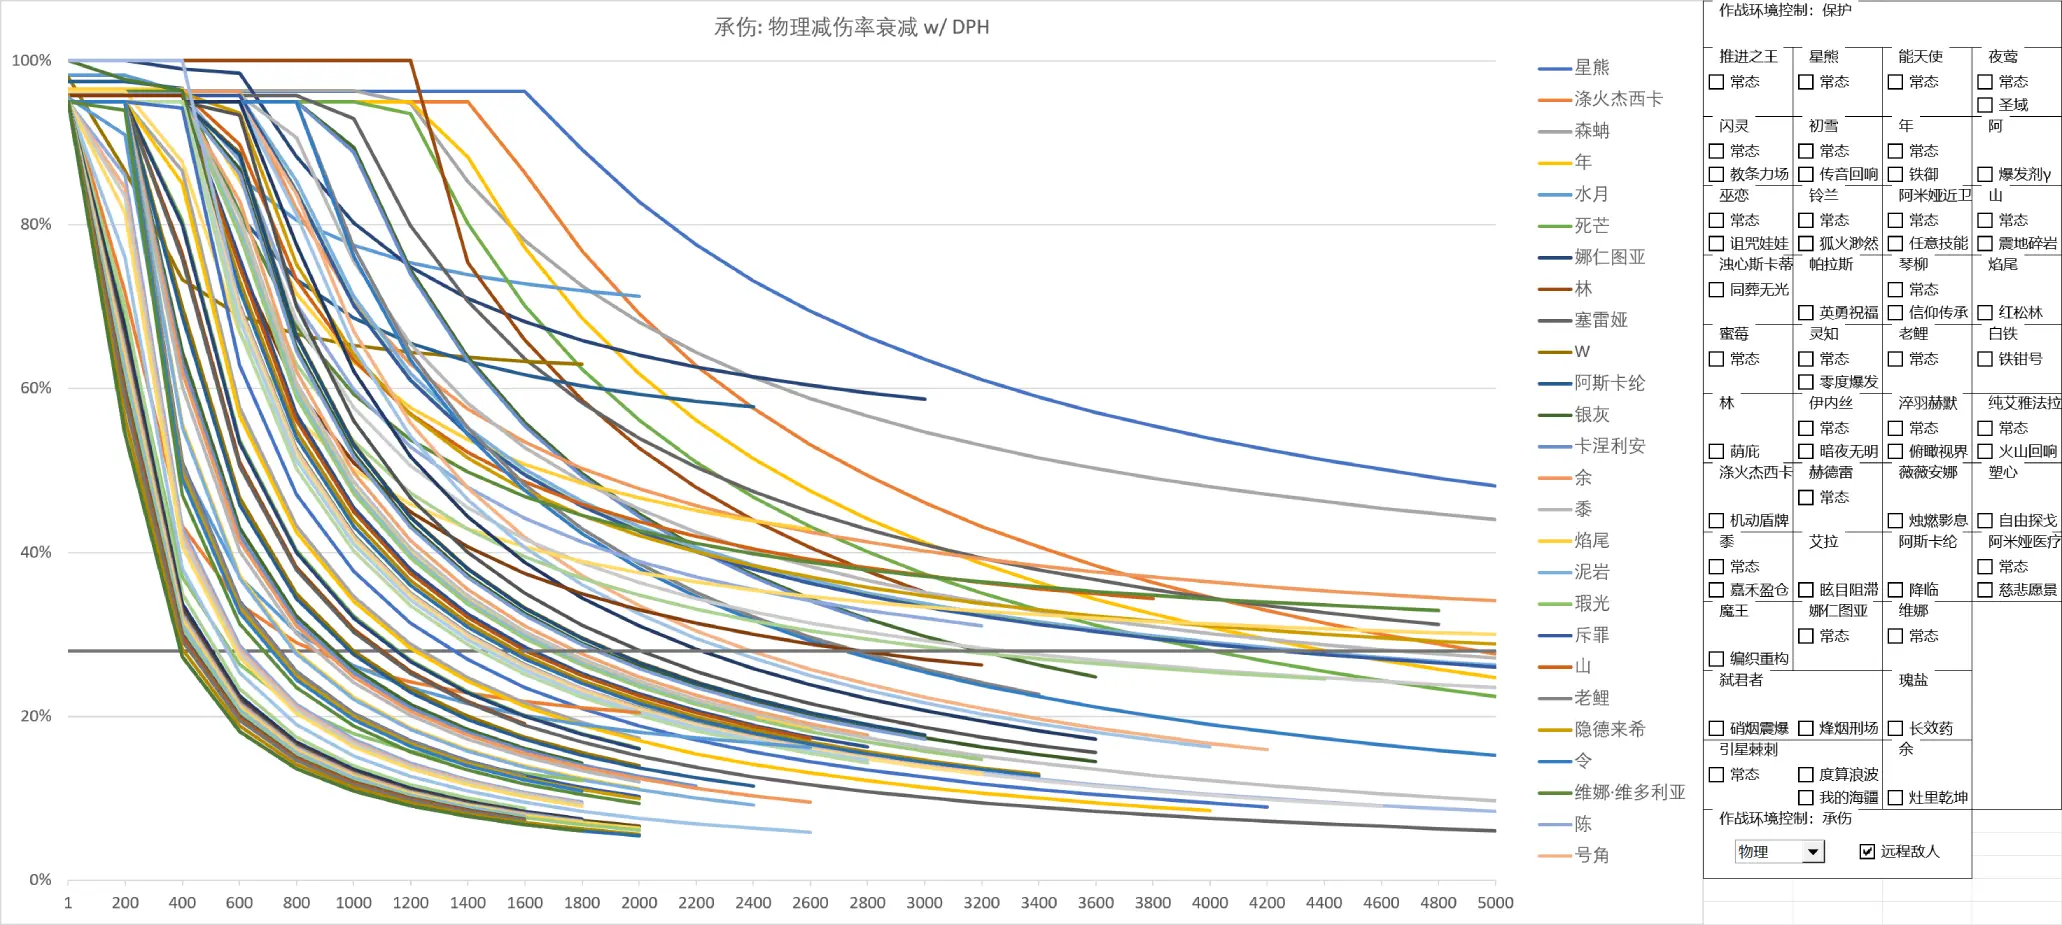 承伤: 物理减伤率衰减 w/ DPH
100%
80%
60%
40%
20%
0%
1 200 400 600 800 1000 1200 1400 1600 1800 2000 2200 2400 2600 2800 3000 3200 3400 3600 3800 4000 4200 4400 4600 4800 5000
星熊
涤火杰西卡
森蚺
年
水月
死芒
娜仁图亚
林
塞雷娅
W
阿斯卡纶
银灰
卡涅利安
余
黍
焰尾
泥岩
瑕光
斥罪
山
老鲤
隐德来希
令
维娜·维多利亚
陈
号角
作战环境控制：保护
推进之王 星熊 能天使 夜莺
常态 常态 常态 常态
圣域
闪灵 初雪 年 阿
常态 常态 常态
教条力场 传音回响 铁御 爆发剂γ
巫恋 铃兰 阿米娅近卫 山
常态 常态 常态 常态
诅咒娃娃 狐火渺然 任意技能 震地碎岩
浊心斯卡蒂 帕拉斯 琴柳 焰尾
同葬无光 常态
英勇祝福 信仰传承 红松林
蜜莓 灵知 老鲤 白铁
常态 常态 常态 铁钳号
零度爆发
林 伊内丝 淬羽赫默 纯艾雅法拉
常态 常态 常态
荫庇 暗夜无明 俯瞰视界 火山回响
涤火杰西卡 赫德雷 薇薇安娜 塑心
常态
机动盾牌 烛燃影息 自由探戈
黍 艾拉 阿斯卡纶 阿米娅医疗
常态 常态
嘉禾盈仓 眩目阻滞 降临 慈悲愿景
魔王 娜仁图亚 维娜
常态 常态
编织重构
弑君者 瑰盐
硝烟震爆 烽烟刑场 长效药
引星棘刺 余
常态 度算浪波
我的海疆 灶里乾坤
作战环境控制：承伤
物理 远程敌人